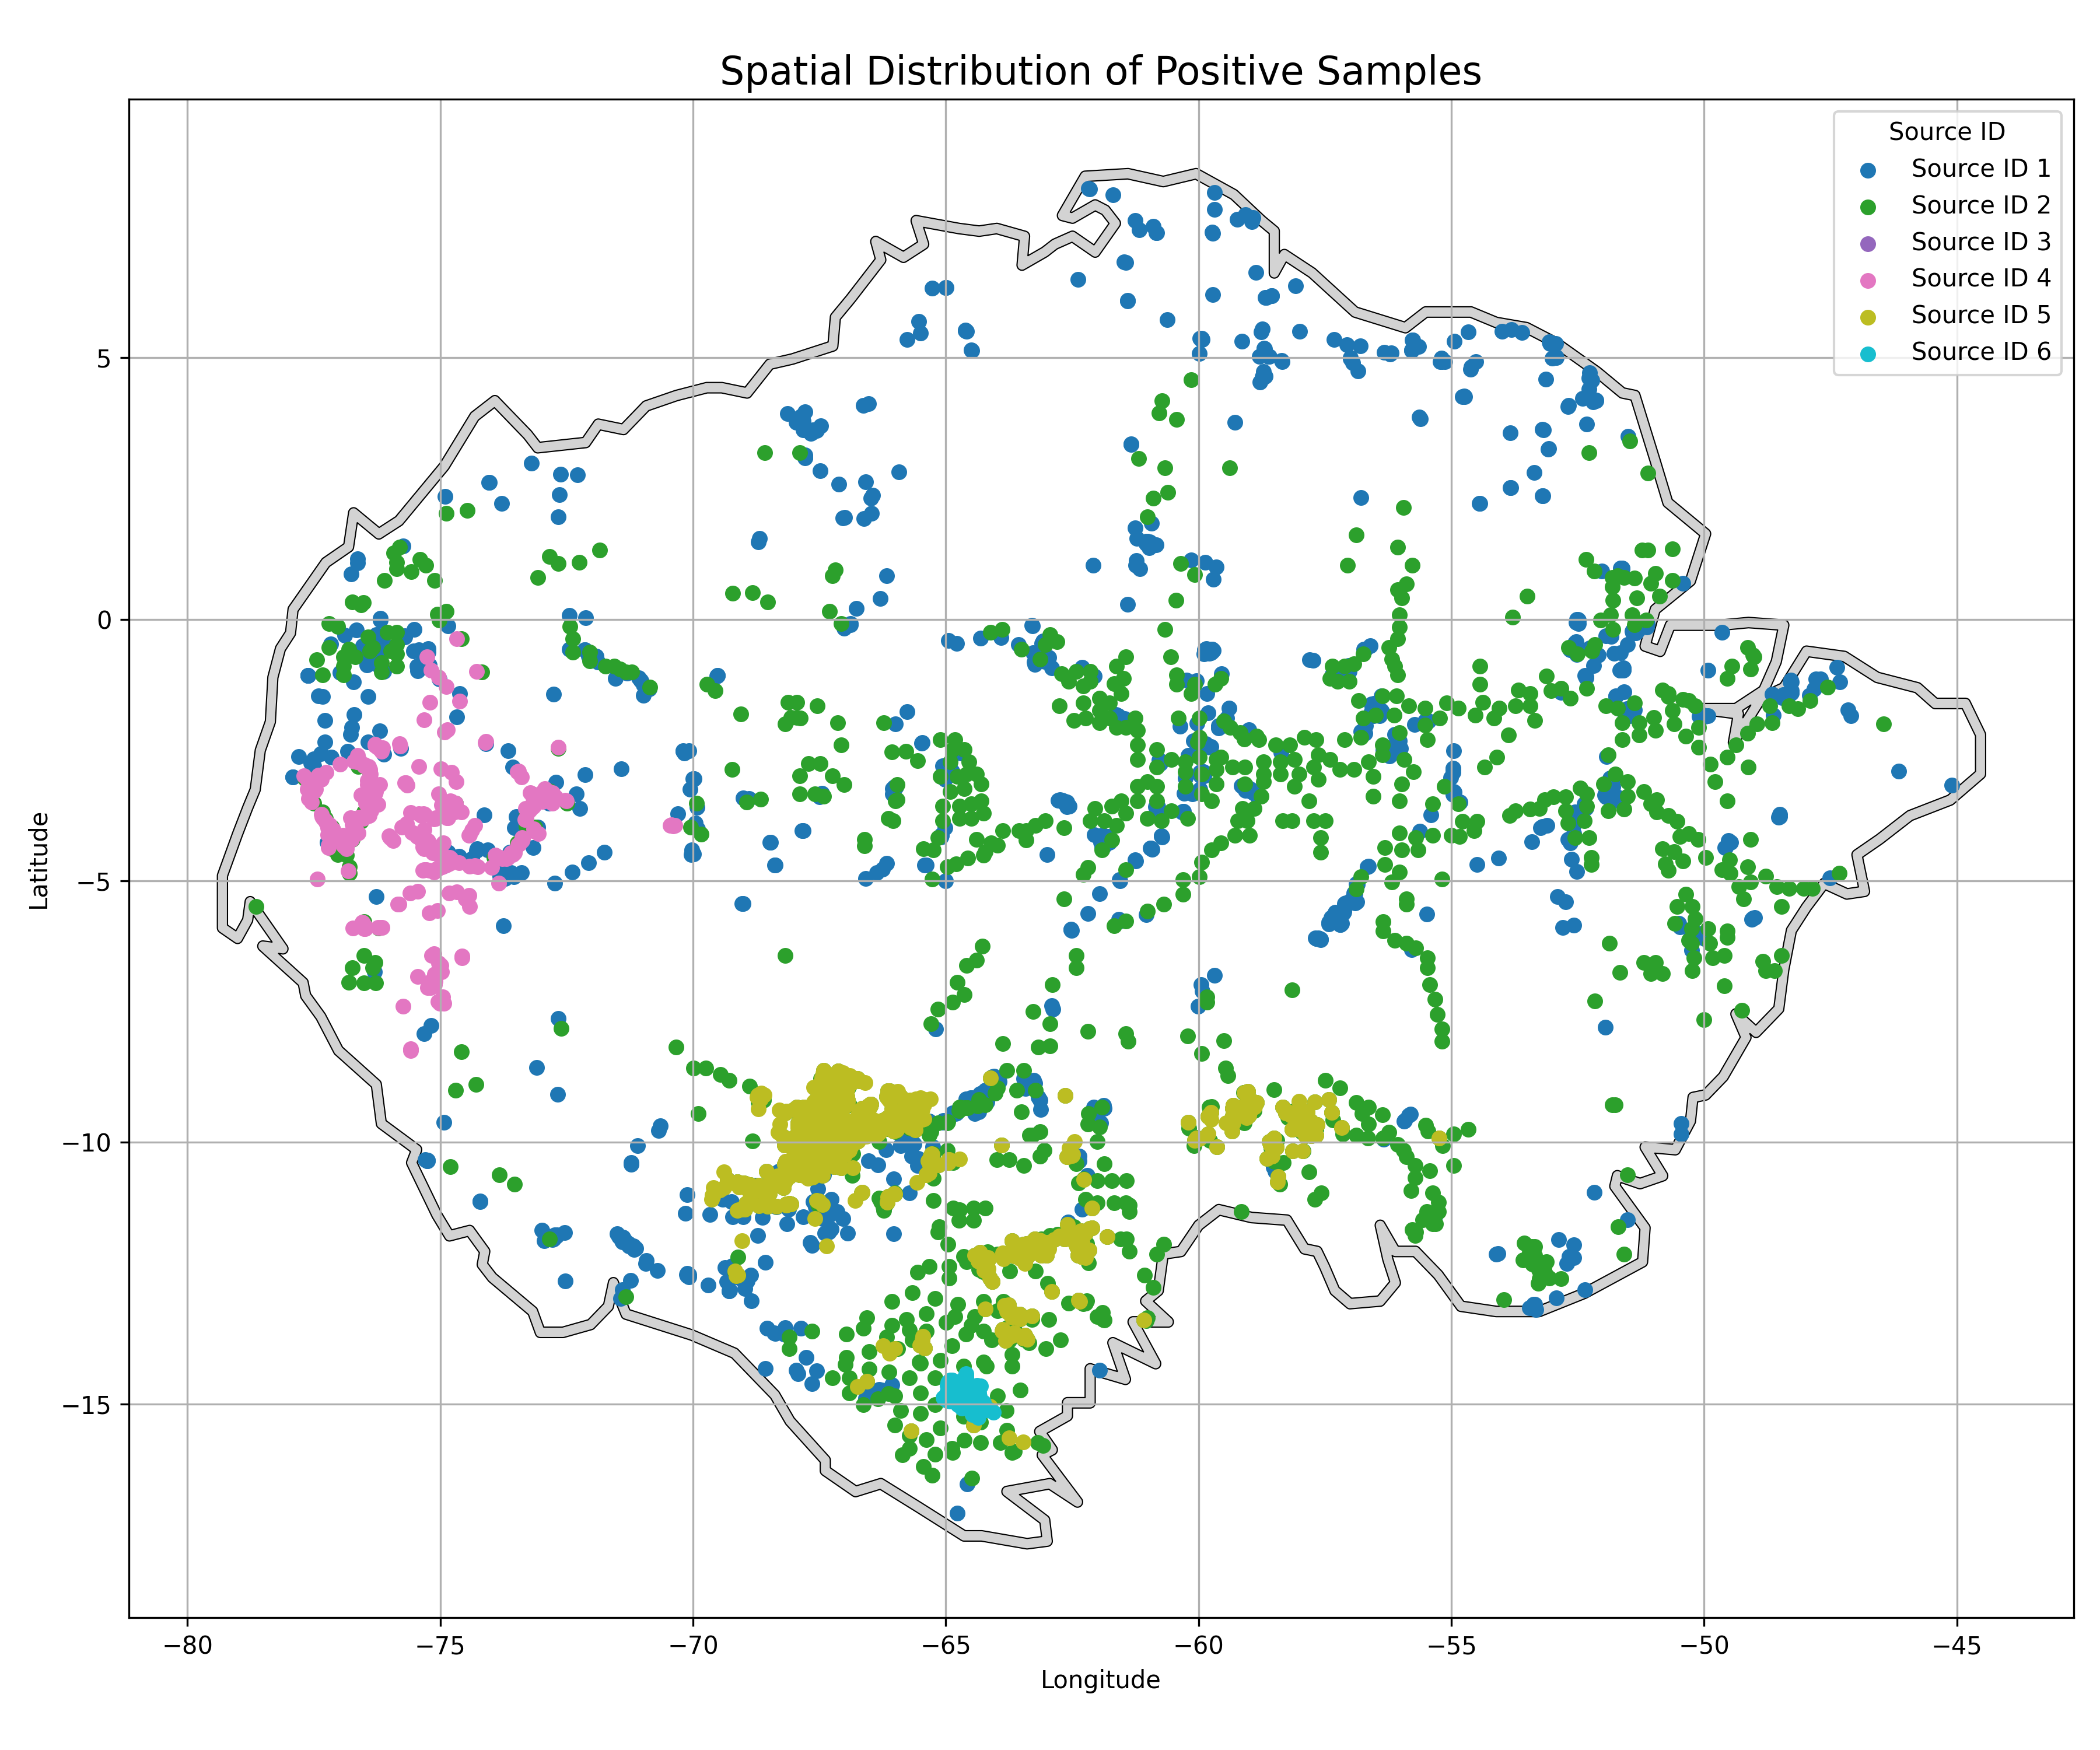 Spatial Distribution of Positive Samples
Source ID
Source ID 1
Source ID 2
Source ID 3
Source ID 4
Source ID 5
Source ID 6
5
0
−5
−10
−15
Latitude
−80 −75 −70 −65 −60 −55 −50 −45
Longitude